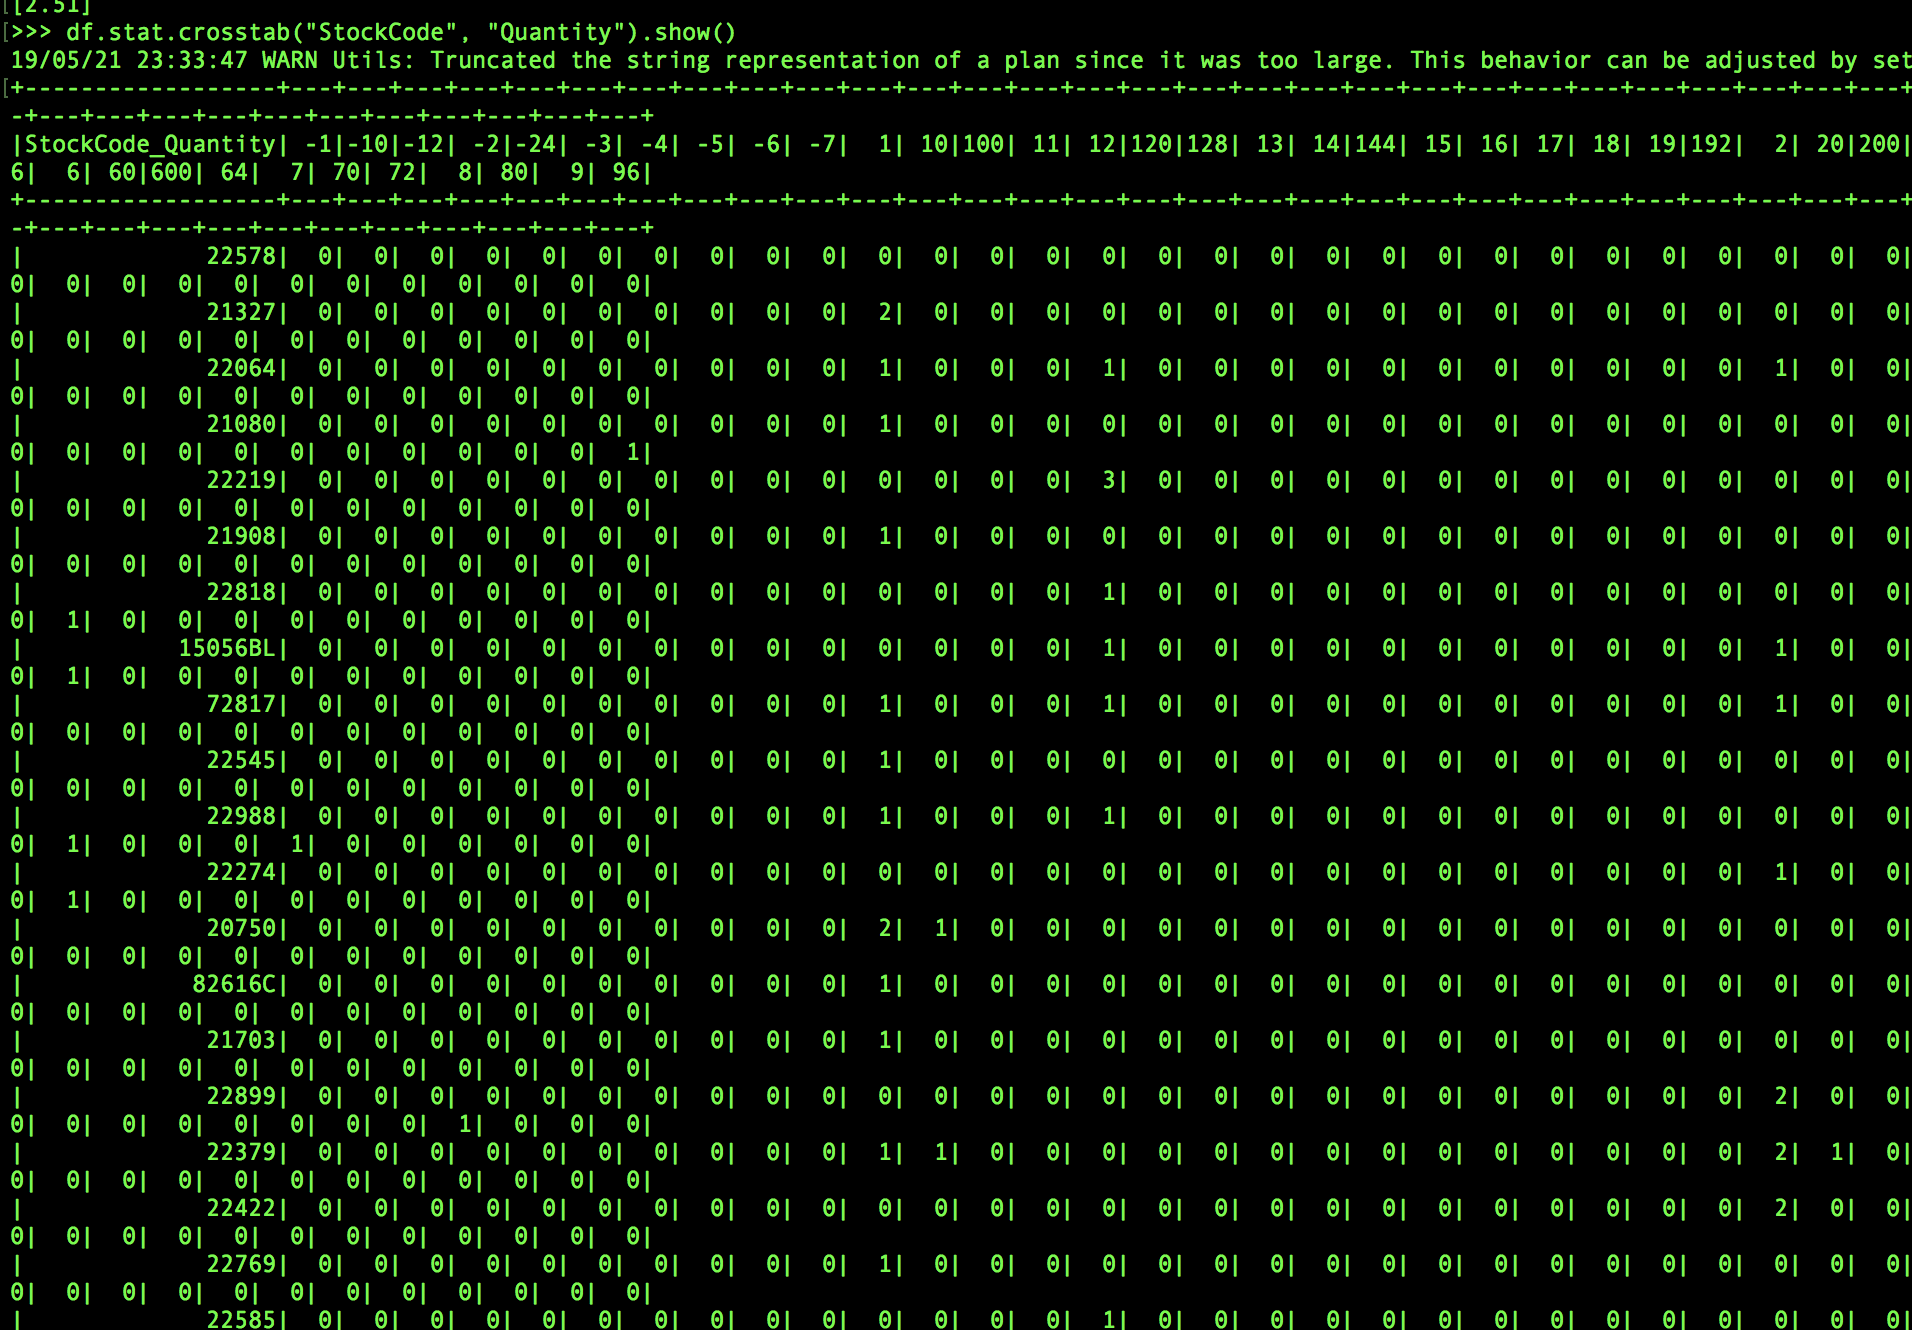 [[2.51]
[>>> df.stat.crosstab("StockCode", "Quantity").show()
19/05/21 23:33:47 WARN Utils: Truncated the string representation of a plan since it was too large. This behavior can be adjusted by set
[+------------------+---+---+---+---+---+---+---+---+---+---+---+---+---+---+---+---+---+---+---+---+---+---+---+---+---+---+---+---+---+
-+---+---+---+---+---+---+---+---+---+---+---+
|StockCode_Quantity| -1|-10|-12| -2|-24| -3| -4| -5| -6| -7|  1| 10|100| 11| 12|120|128| 13| 14|144| 15| 16| 17| 18| 19|192|  2| 20|200|
6|  6| 60|600| 64|  7| 70| 72|  8| 80|  9| 96|
+------------------+---+---+---+---+---+---+---+---+---+---+---+---+---+---+---+---+---+---+---+---+---+---+---+---+---+---+---+---+---+
-+---+---+---+---+---+---+---+---+---+---+---+
|             22578|  0|  0|  0|  0|  0|  0|  0|  0|  0|  0|  0|  0|  0|  0|  0|  0|  0|  0|  0|  0|  0|  0|  0|  0|  0|  0|  0|  0|  0|
0|  0|  0|  0|  0|  0|  0|  0|  0|  0|  0|  0|
|             21327|  0|  0|  0|  0|  0|  0|  0|  0|  0|  0|  2|  0|  0|  0|  0|  0|  0|  0|  0|  0|  0|  0|  0|  0|  0|  0|  0|  0|  0|
0|  0|  0|  0|  0|  0|  0|  0|  0|  0|  0|  0|
|             22064|  0|  0|  0|  0|  0|  0|  0|  0|  0|  0|  1|  0|  0|  0|  1|  0|  0|  0|  0|  0|  0|  0|  0|  0|  0|  0|  1|  0|  0|
0|  0|  0|  0|  0|  0|  0|  0|  0|  0|  0|  0|
|             21080|  0|  0|  0|  0|  0|  0|  0|  0|  0|  0|  1|  0|  0|  0|  0|  0|  0|  0|  0|  0|  0|  0|  0|  0|  0|  0|  0|  0|  0|
0|  0|  0|  0|  0|  0|  0|  0|  0|  0|  0|  1|
|             22219|  0|  0|  0|  0|  0|  0|  0|  0|  0|  0|  0|  0|  0|  0|  3|  0|  0|  0|  0|  0|  0|  0|  0|  0|  0|  0|  0|  0|  0|
0|  0|  0|  0|  0|  0|  0|  0|  0|  0|  0|  0|
|             21908|  0|  0|  0|  0|  0|  0|  0|  0|  0|  0|  1|  0|  0|  0|  0|  0|  0|  0|  0|  0|  0|  0|  0|  0|  0|  0|  0|  0|  0|
0|  0|  0|  0|  0|  0|  0|  0|  0|  0|  0|  0|
|             22818|  0|  0|  0|  0|  0|  0|  0|  0|  0|  0|  0|  0|  0|  0|  1|  0|  0|  0|  0|  0|  0|  0|  0|  0|  0|  0|  0|  0|  0|
0|  1|  0|  0|  0|  0|  0|  0|  0|  0|  0|  0|
|           15056BL|  0|  0|  0|  0|  0|  0|  0|  0|  0|  0|  0|  0|  0|  0|  1|  0|  0|  0|  0|  0|  0|  0|  0|  0|  0|  0|  1|  0|  0|
0|  1|  0|  0|  0|  0|  0|  0|  0|  0|  0|  0|
|             72817|  0|  0|  0|  0|  0|  0|  0|  0|  0|  0|  1|  0|  0|  0|  1|  0|  0|  0|  0|  0|  0|  0|  0|  0|  0|  0|  1|  0|  0|
0|  0|  0|  0|  0|  0|  0|  0|  0|  0|  0|  0|
|             22545|  0|  0|  0|  0|  0|  0|  0|  0|  0|  0|  1|  0|  0|  0|  0|  0|  0|  0|  0|  0|  0|  0|  0|  0|  0|  0|  0|  0|  0|
0|  0|  0|  0|  0|  0|  0|  0|  0|  0|  0|  0|
|             22988|  0|  0|  0|  0|  0|  0|  0|  0|  0|  0|  1|  0|  0|  0|  1|  0|  0|  0|  0|  0|  0|  0|  0|  0|  0|  0|  0|  0|  0|
0|  1|  0|  0|  0|  1|  0|  0|  0|  0|  0|  0|
|             22274|  0|  0|  0|  0|  0|  0|  0|  0|  0|  0|  0|  0|  0|  0|  0|  0|  0|  0|  0|  0|  0|  0|  0|  0|  0|  0|  1|  0|  0|
0|  1|  0|  0|  0|  0|  0|  0|  0|  0|  0|  0|
|             20750|  0|  0|  0|  0|  0|  0|  0|  0|  0|  0|  2|  1|  0|  0|  0|  0|  0|  0|  0|  0|  0|  0|  0|  0|  0|  0|  0|  0|  0|
0|  0|  0|  0|  0|  0|  0|  0|  0|  0|  0|  0|
|            82616C|  0|  0|  0|  0|  0|  0|  0|  0|  0|  0|  1|  0|  0|  0|  0|  0|  0|  0|  0|  0|  0|  0|  0|  0|  0|  0|  0|  0|  0|
0|  0|  0|  0|  0|  0|  0|  0|  0|  0|  0|  0|
|             21703|  0|  0|  0|  0|  0|  0|  0|  0|  0|  0|  1|  0|  0|  0|  0|  0|  0|  0|  0|  0|  0|  0|  0|  0|  0|  0|  0|  0|  0|
0|  0|  0|  0|  0|  0|  0|  0|  0|  0|  0|  0|
|             22899|  0|  0|  0|  0|  0|  0|  0|  0|  0|  0|  0|  0|  0|  0|  0|  0|  0|  0|  0|  0|  0|  0|  0|  0|  0|  0|  2|  0|  0|
0|  0|  0|  0|  0|  0|  0|  0|  1|  0|  0|  0|
|             22379|  0|  0|  0|  0|  0|  0|  0|  0|  0|  0|  1|  1|  0|  0|  0|  0|  0|  0|  0|  0|  0|  0|  0|  0|  0|  0|  2|  1|  0|
0|  0|  0|  0|  0|  0|  0|  0|  0|  0|  0|  0|
|             22422|  0|  0|  0|  0|  0|  0|  0|  0|  0|  0|  0|  0|  0|  0|  0|  0|  0|  0|  0|  0|  0|  0|  0|  0|  0|  0|  2|  0|  0|
0|  0|  0|  0|  0|  0|  0|  0|  0|  0|  0|  0|
|             22769|  0|  0|  0|  0|  0|  0|  0|  0|  0|  0|  1|  0|  0|  0|  0|  0|  0|  0|  0|  0|  0|  0|  0|  0|  0|  0|  0|  0|  0|
0|  0|  0|  0|  0|  0|  0|  0|  0|  0|  0|  0|
|             22585|  0|  0|  0|  0|  0|  0|  0|  0|  0|  0|  0|  0|  0|  0|  1|  0|  0|  0|  0|  0|  0|  0|  0|  0|  0|  0|  0|  0|  0|